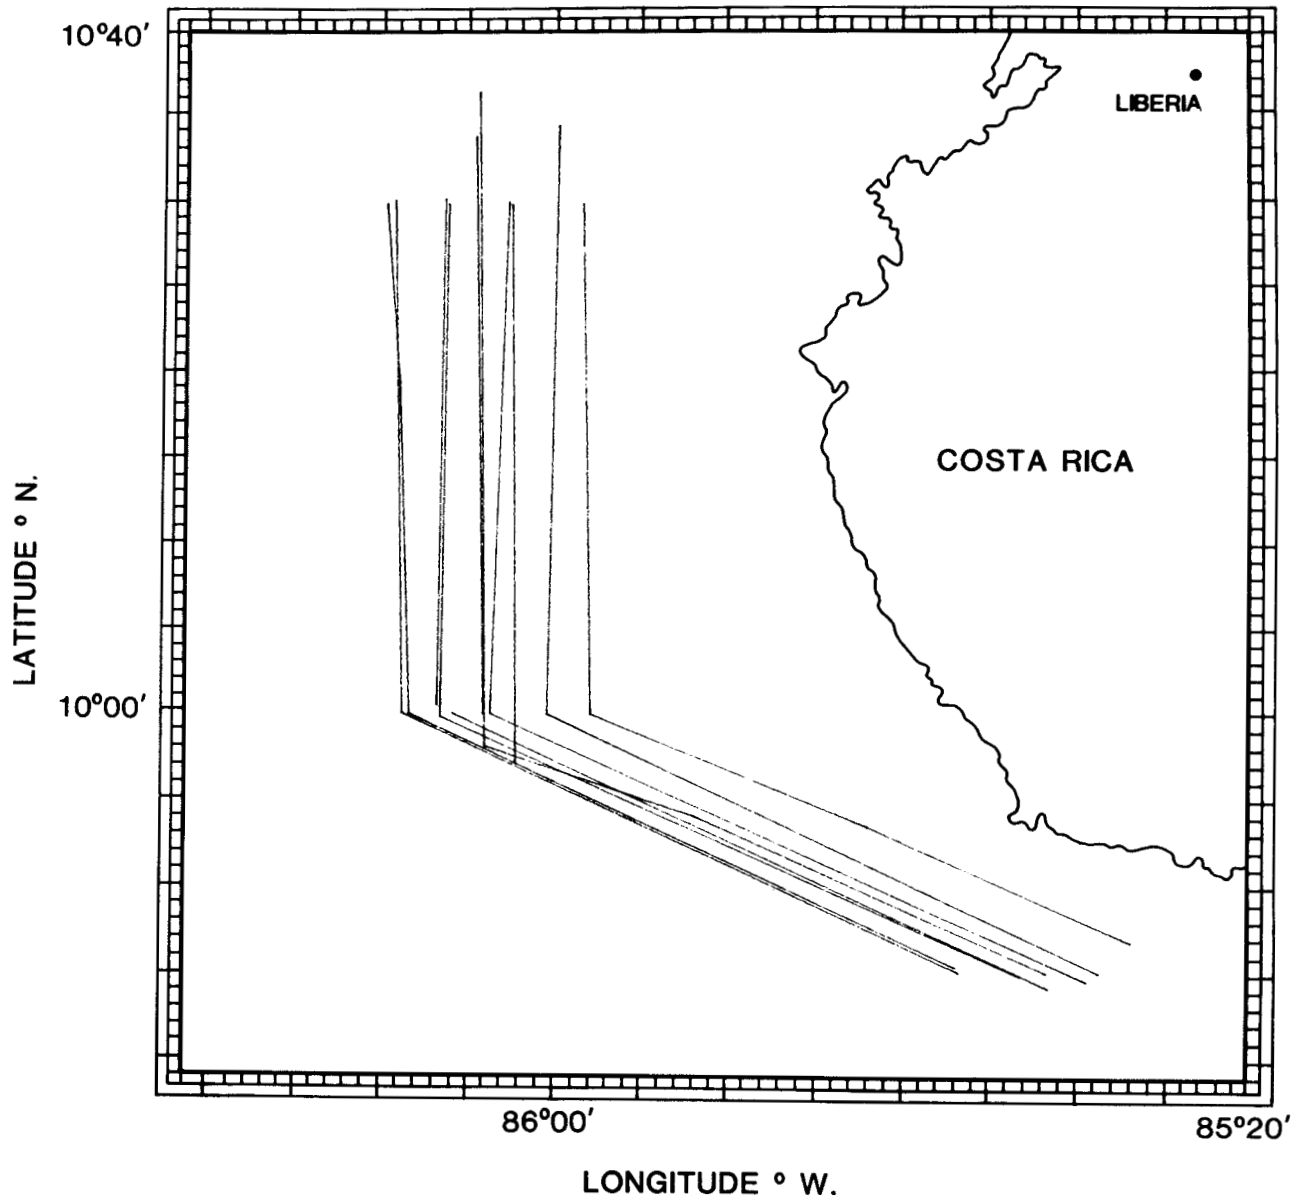 10°40'
LIBERIA
COSTA RICA
LATITUDE ° N.
10°00'
86°00'
85°20'
LONGITUDE ° W.